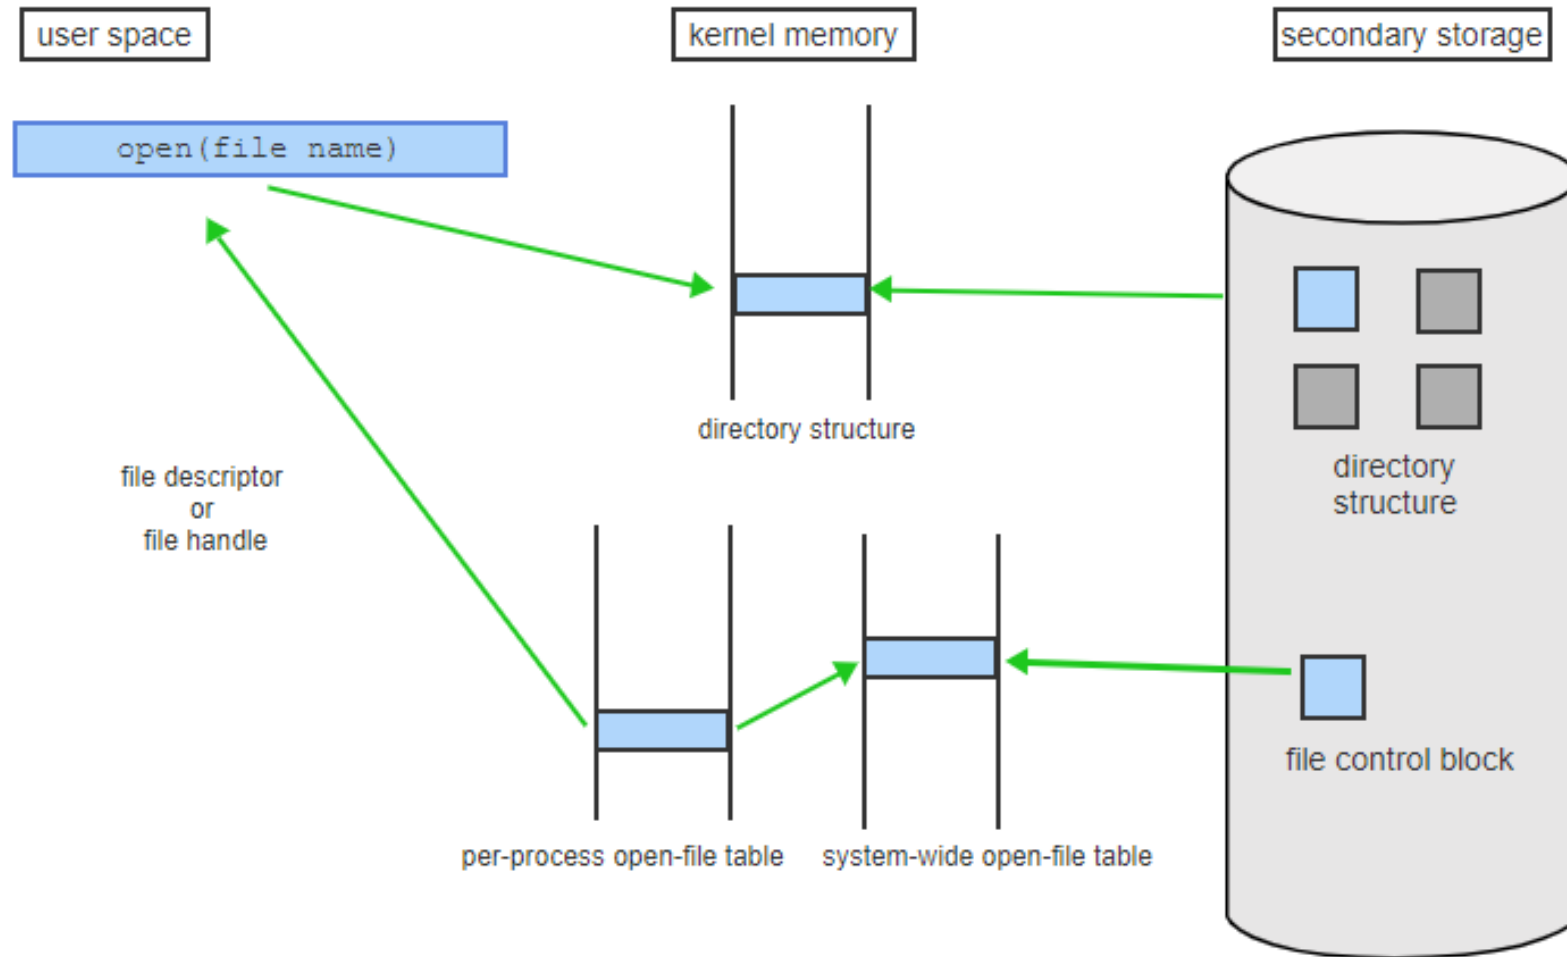 user space
kernel memory
secondary storage
open(file name)
directory structure
directory
structure
file descriptor
or
file handle
file control block
per-process open-file table
system-wide open-file table